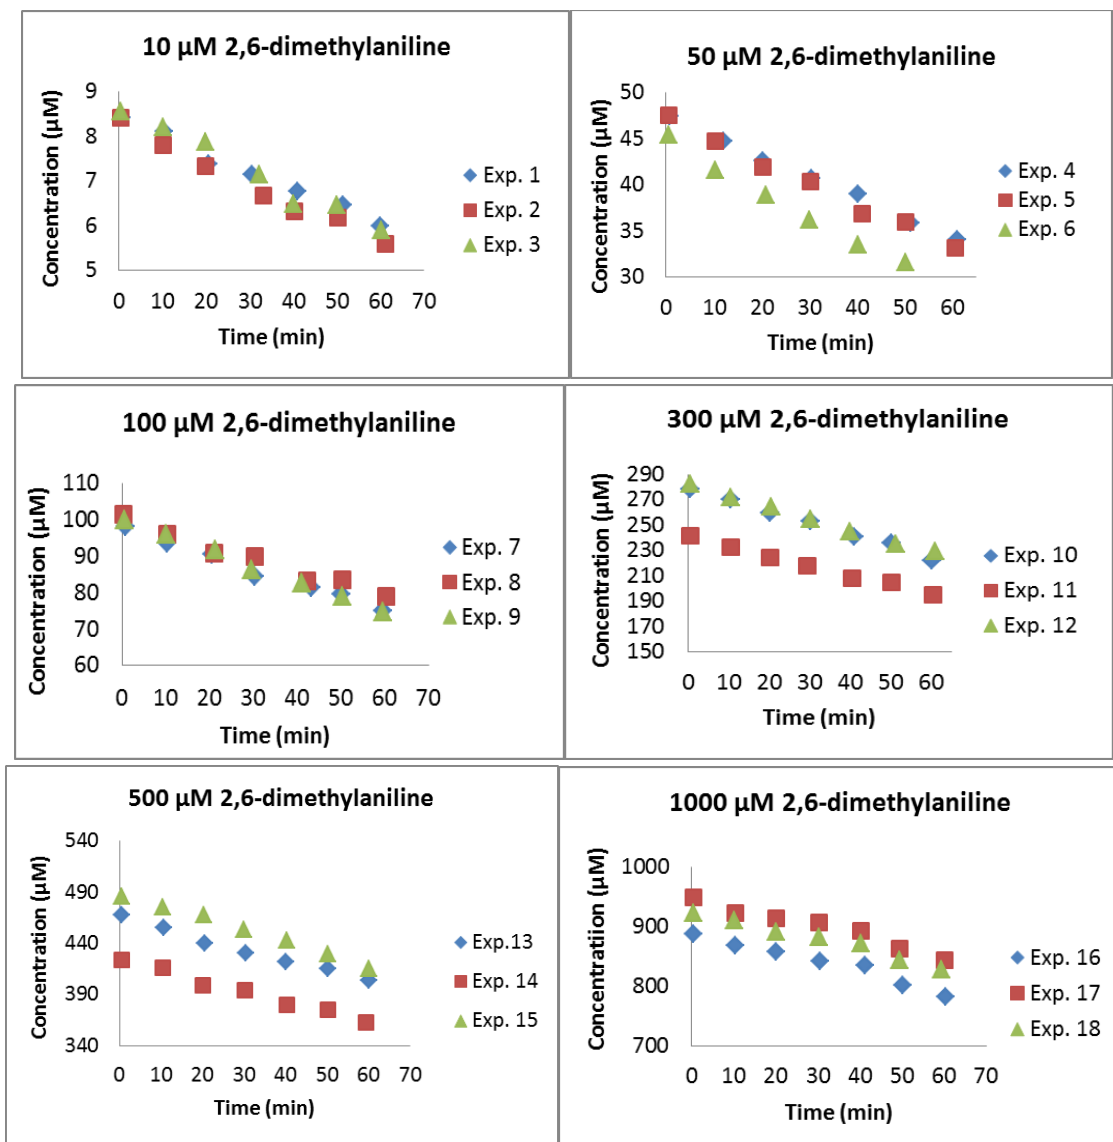 10 µM 2,6-dimethylaniline
Concentration (µM)
9
8
7
6
5
0 10 20 30 40 50 60 70
Time (min)
Exp. 1
Exp. 2
Exp. 3
50 µM 2,6-dimethylaniline
Concentration (µM)
50
45
40
35
30
0 10 20 30 40 50 60
Time (min)
Exp. 4
Exp. 5
Exp. 6
100 µM 2,6-dimethylaniline
Concentration (µM)
110
100
90
80
70
60
0 10 20 30 40 50 60 70
Time (min)
Exp. 7
Exp. 8
Exp. 9
300 µM 2,6-dimethylaniline
Concentration (µM)
290
270
250
230
210
190
170
150
0 10 20 30 40 50 60
Time (min)
Exp. 10
Exp. 11
Exp. 12
500 µM 2,6-dimethylaniline
Concentration (µM)
540
490
440
390
340
0 10 20 30 40 50 60 70
Time (min)
Exp.13
Exp. 14
Exp. 15
1000 µM 2,6-dimethylaniline
Concentratiion (µM)
1000
900
800
700
0 10 20 30 40 50 60 70
Time (min)
Exp. 16
Exp. 17
Exp. 18